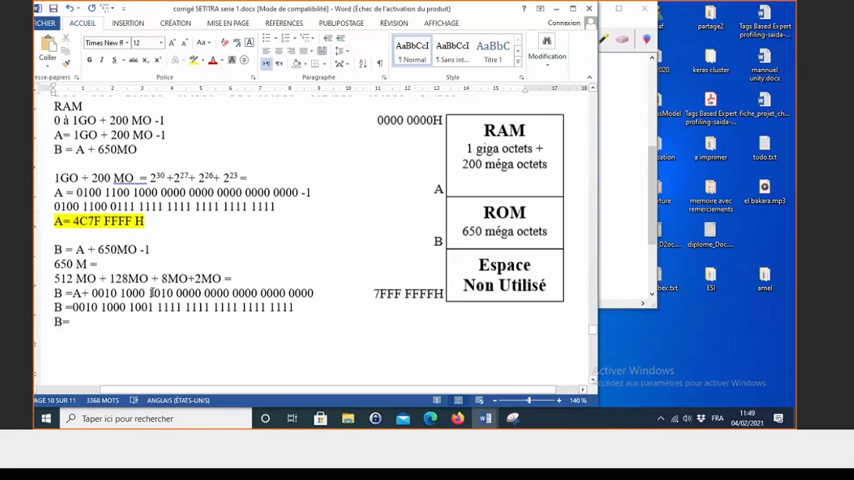 corrigé SETITRA serie 1.docx [Mode de compatibilité] - Word (Échec de l'activation du produit)
FICHIER ACCUEIL INSERTION CRÉATION MISE EN PAGE RÉFÉRENCES PUBLIPOSTAGE RÉVISION AFFICHAGE Connexion
Times New R 12
AaBbCcI AaBbCcI AaBbC
¶ Normal ¶ Sans int... Titre 1
Coller Modification
Presse-papiers Police Paragraphe Style
RAM
0 à 1GO + 200 MO -1
A= 1GO + 200 MO -1
B = A + 650MO
1GO + 200 MO = 2³⁰ +2²⁷+ 2²⁶+ 2²³ =
A = 0100 1100 1000 0000 0000 0000 0000 0000 -1
0100 1100 0111 1111 1111 1111 1111 1111
A= 4C7F FFFF H
B = A + 650MO -1
650 M =
512 MO + 128MO + 8MO+2MO =
B =A+ 0010 1000 1010 0000 0000 0000 0000 0000
B =0010 1000 1001 1111 1111 1111 1111 1111
B=
0000 0000H
RAM
1 giga octets +
200 méga octets
A
ROM
650 méga octets
B
Espace
Non Utilisé
7FFF FFFFH
PAGE 10 SUR 11 3368 MOTS ANGLAIS (ÉTATS-UNIS) 140 %
partage2
Tags Based Expert
profiling-saida-
2020
keras cluster
mannuel
unity.docx
sModel
Tags Based Expert
fiche_projet_ch
a imprimer
todo.txt
memoire avec
remerciements
el bakara.mp3
diplome_Doc...
ESI
Activer Windows
Accédez aux paramètres pour activer Windows.
Taper ici pour rechercher
FRA
11:49
04/02/2021